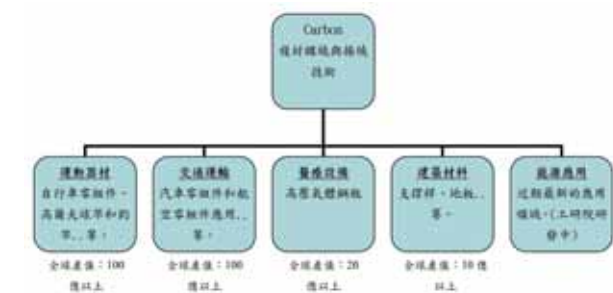 Carbon
複材纏繞與接續
技術
運動器材
自行車零組件、
高爾夫球桿和釣
竿..等。
全球產值：100
億以上
交通運輸
汽車零組件和航
空零組件應用..
等。
全球產值：100
億以上
醫療設備
高壓氣體鋼瓶
全球產值：20
億以上
建築材料
支撐桿、地板..
等。
全球產值：10 億
以上
能源應用
近期最新的應用
領域。(工研院研
發中)